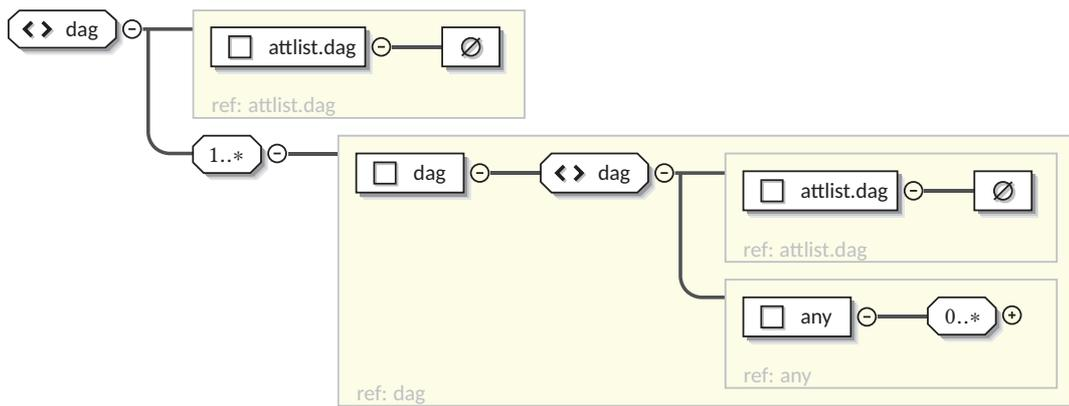 dag
attlist.dag
∅
ref: attlist.dag
1..*
dag
dag
attlist.dag
∅
ref: attlist.dag
any
0..*
ref: any
ref: dag